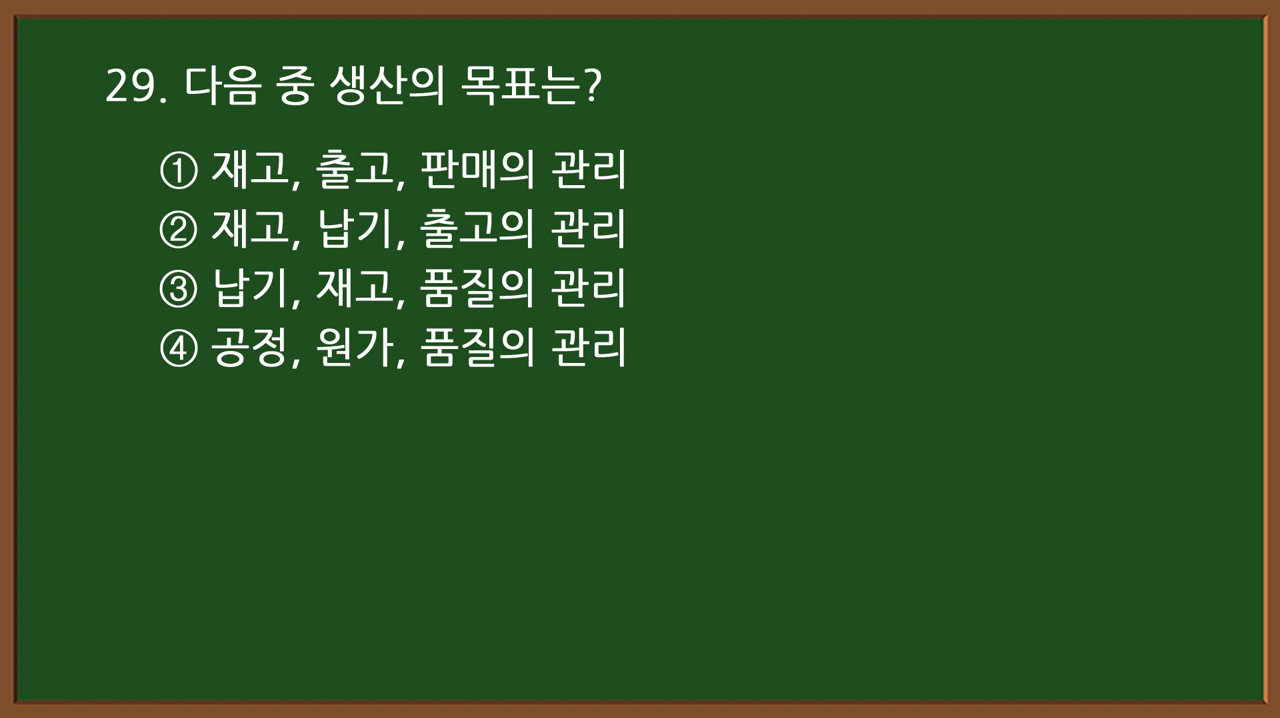 29. 다음 중 생산의 목표는?
① 재고, 출고, 판매의 관리
② 재고, 납기, 출고의 관리
③ 납기, 재고, 품질의 관리
④ 공정, 원가, 품질의 관리